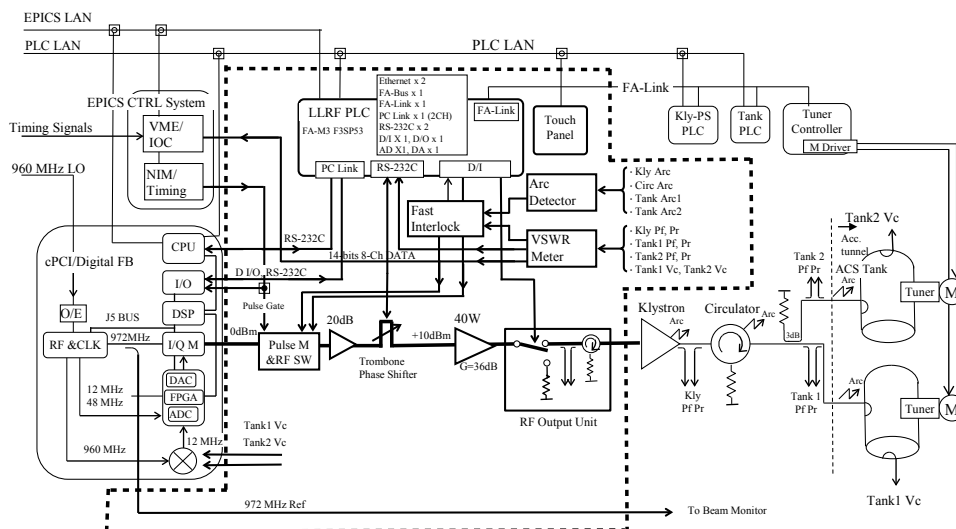 EPICS LAN
PLC LAN
PLC LAN
EPICS CTRL System
Timing Signals
VME/
IOC
NIM/
Timing
960 MHz LO
LLRF PLC
FA-M3 F3SP53
Ethernet x 2
FA-Bus x 1
FA-Link x 1
PC Link x 1 (2CH)
RS-232C x 2
D/I X 1, D/O x 1
AD X1, DA x 1
FA-Link
PC Link
RS-232C
D/I
Touch
Panel
FA-Link
Kly-PS
PLC
Tank
PLC
Tuner
Controller
M Driver
Arc
Detector
· Kly Arc
· Circ Arc
· Tank Arc1
· Tank Arc2
Fast
Interlock
VSWR
Meter
· Kly Pf, Pr
· Tank1 Pf, Pr
· Tank2 Pf, Pr
· Tank1 Vc, Tank2 Vc
RS-232C
14-bits 8-Ch DATA
D I/O, RS-232C
Pulse Gate
cPCI/Digital FB
CPU
I/O
DSP
O/E
J5 BUS
RF &CLK
972MHz
I/Q M
DAC
FPGA
ADC
12 MHz
48 MHz
12 MHz
960 MHz
0dBm
Pulse M
&RF SW
20dB
Trombone
Phase Shifter
+10dBm
40W
G=36dB
RF Output Unit
Tank1 Vc
Tank2 Vc
972 MHz Ref
To Beam Monitor
Klystron
Arc
Kly
Pf Pr
Circulator
Arc
3dB
Tank 2
Pf Pr
Tank 1
Pf Pr
Arc
Arc
Tank2 Vc
Acc.
tunnel
ACS Tank
Tuner
M
Tuner
M
Tank1 Vc